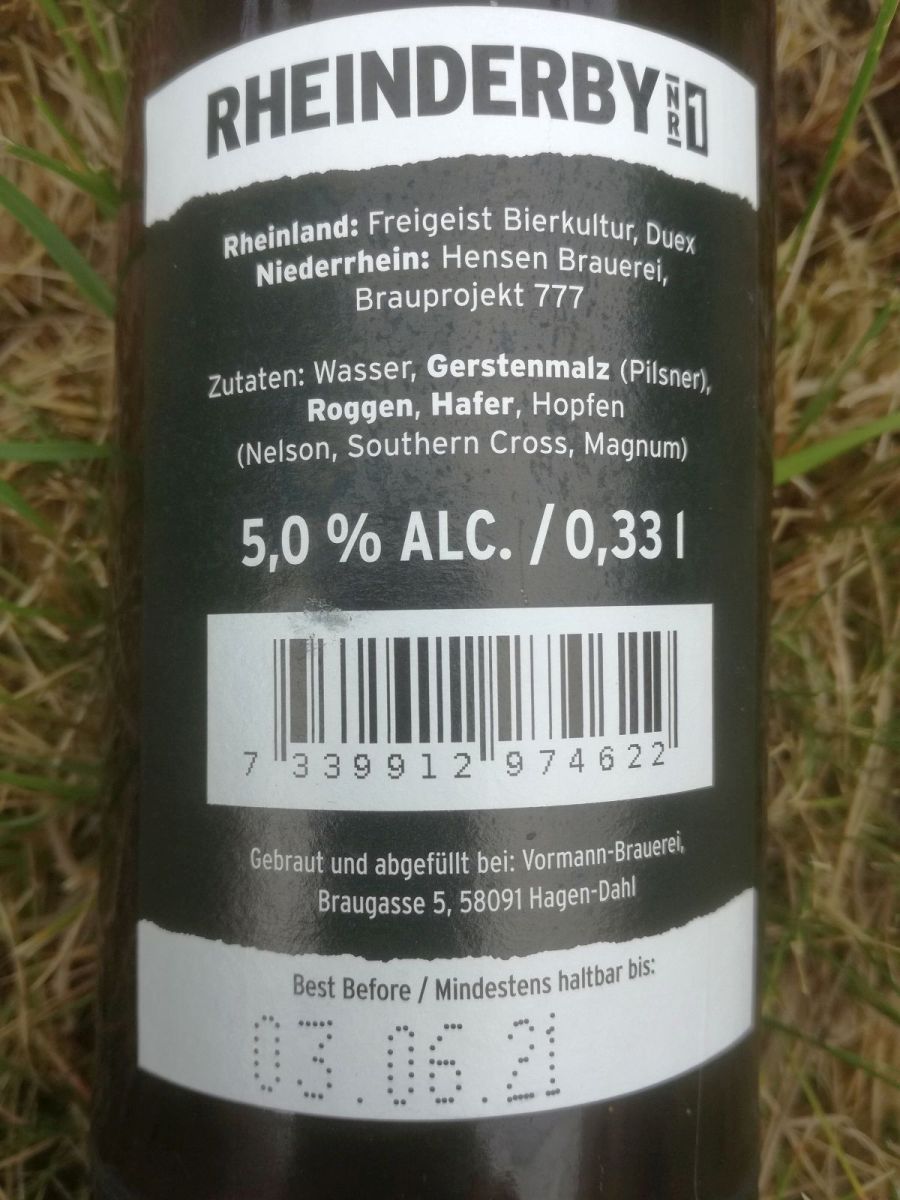 RHEINDERBY NR 1
Rheinland: Freigeist Bierkultur, Duex
Niederrhein: Hensen Brauerei,
Brauprojekt 777
Zutaten: Wasser, Gerstenmalz (Pilsner),
Roggen, Hafer, Hopfen
(Nelson, Southern Cross, Magnum)
5,0 % ALC. / 0,33 l
7 339912 974622
Gebraut und abgefüllt bei: Vormann-Brauerei,
Braugasse 5, 58091 Hagen-Dahl
Best Before / Mindestens haltbar bis:
03.06.21